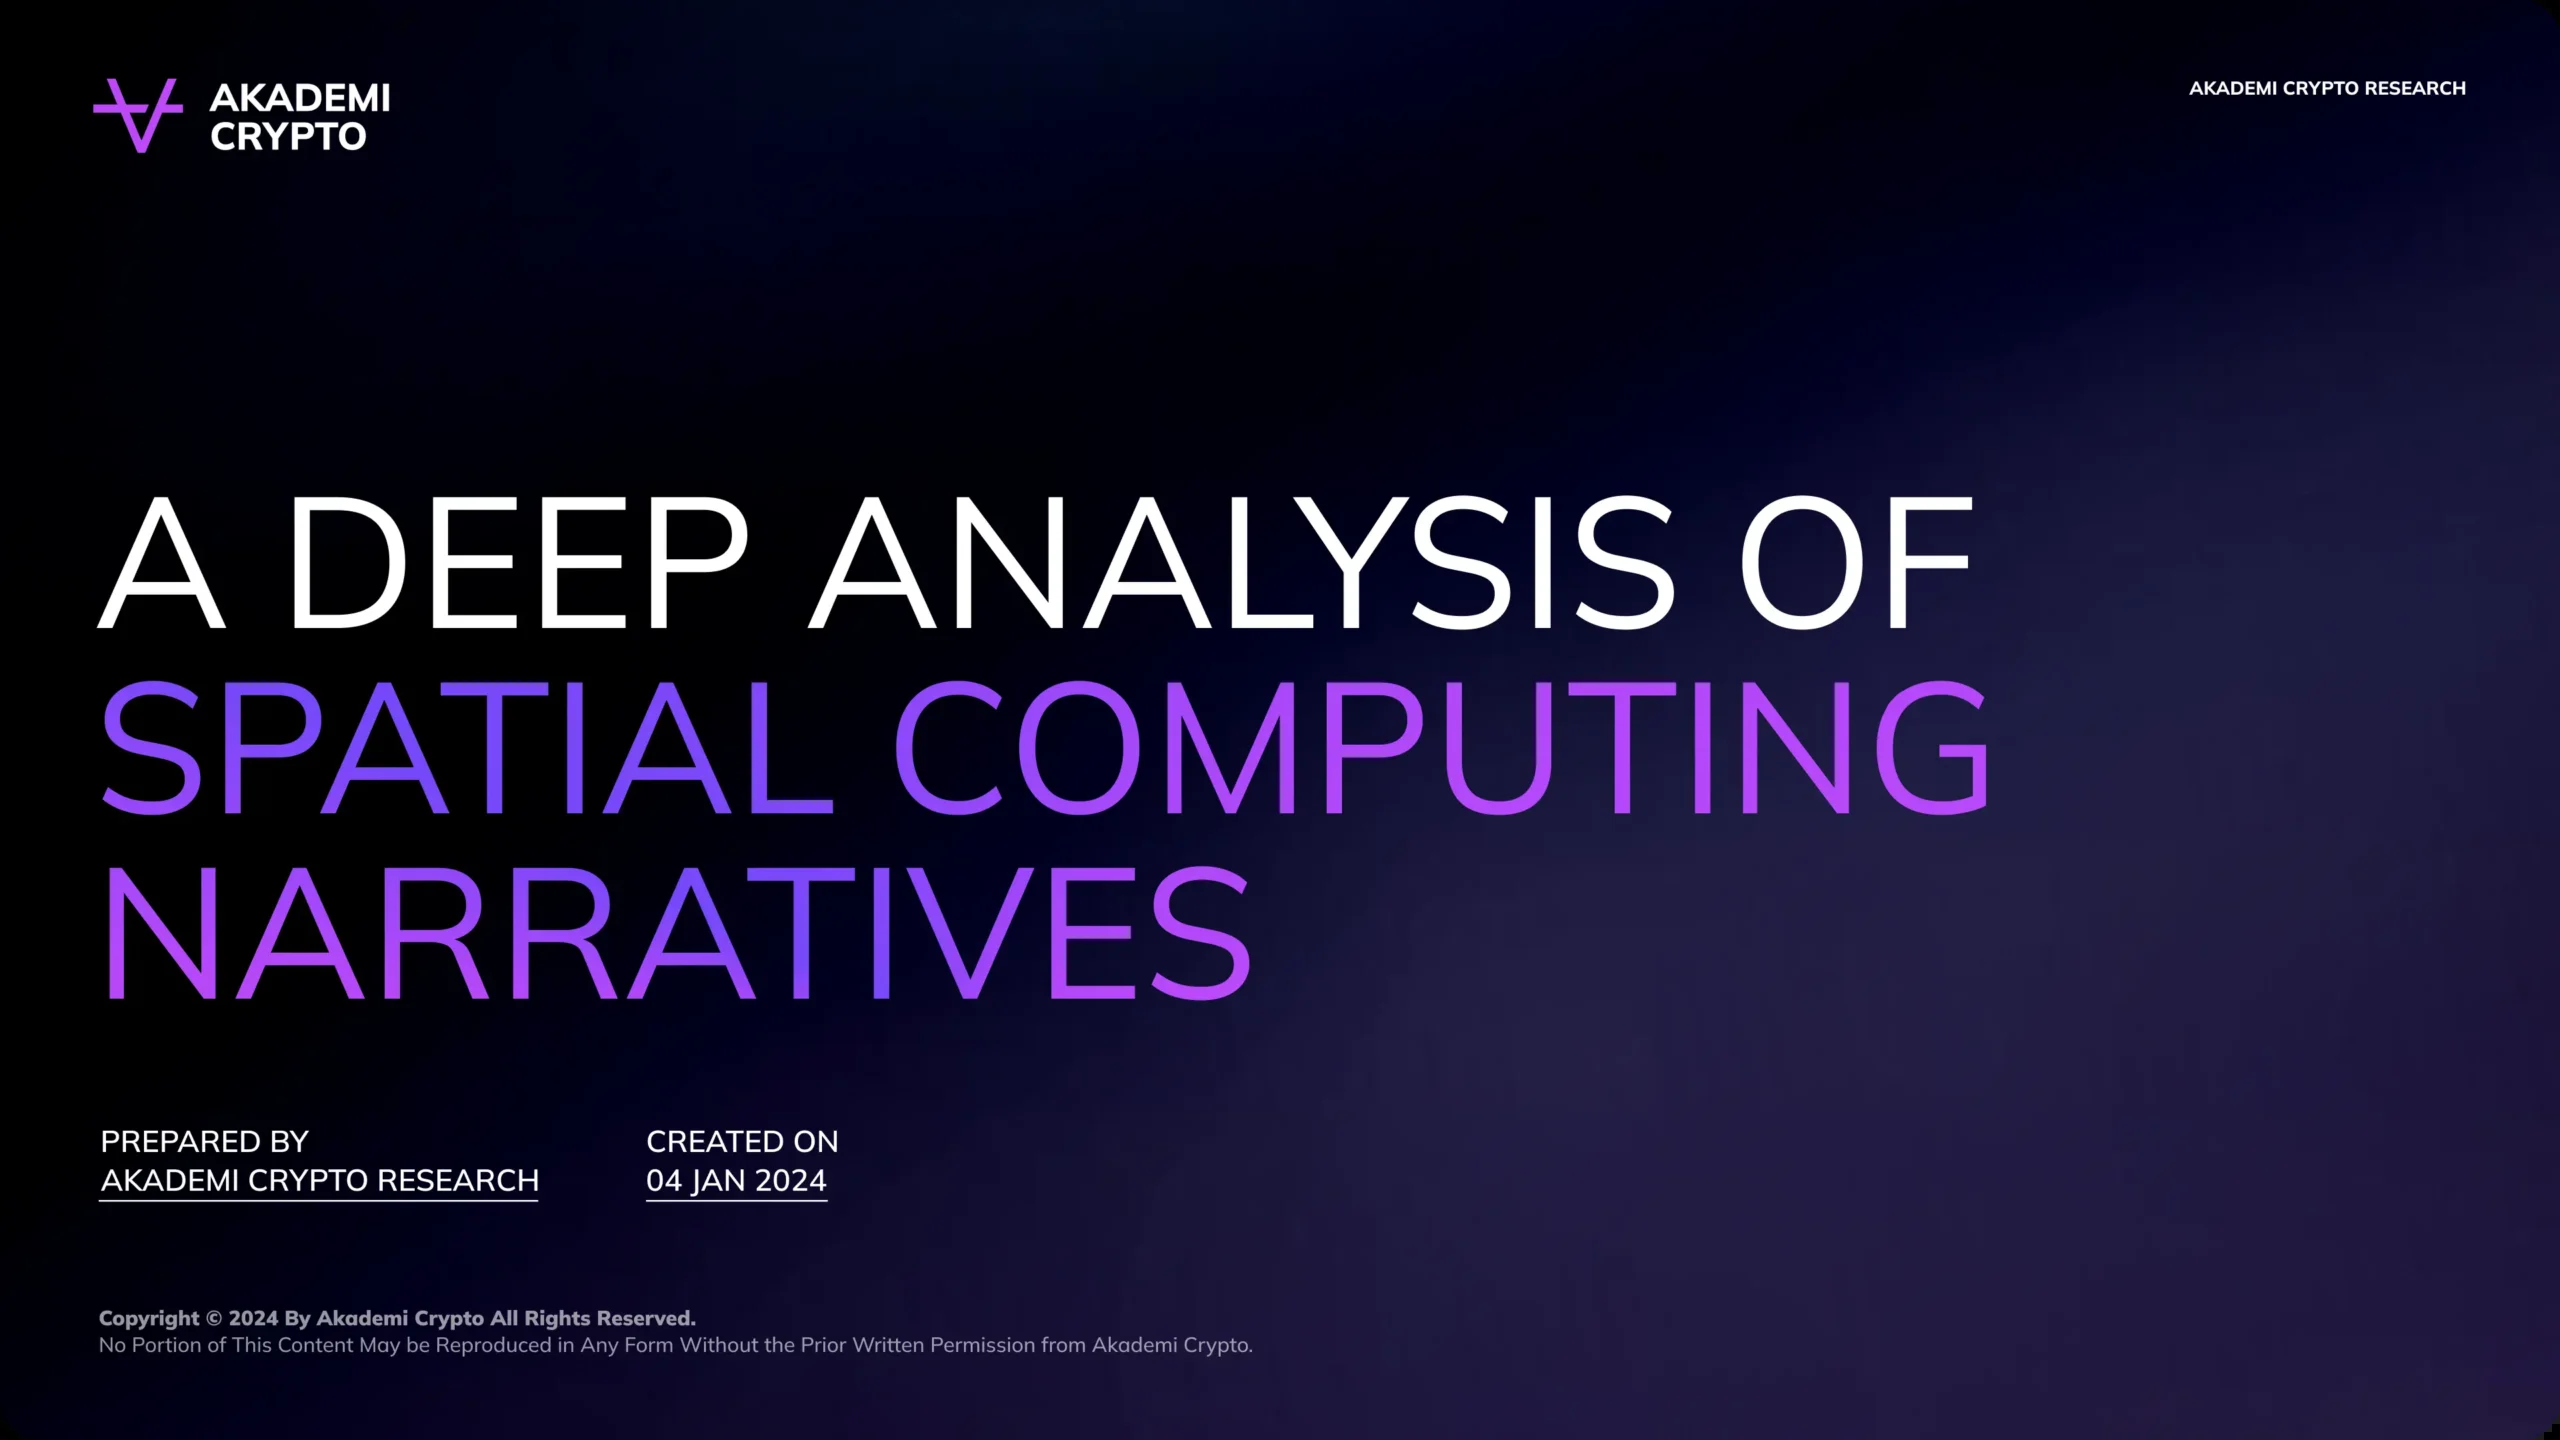 AKADEMI
CRYPTO
AKADEMI CRYPTO RESEARCH
A DEEP ANALYSIS OF
SPATIAL COMPUTING
NARRATIVES
PREPARED BY
AKADEMI CRYPTO RESEARCH
CREATED ON
04 JAN 2024
Copyright © 2024 By Akademi Crypto All Rights Reserved.
No Portion of This Content May be Reproduced in Any Form Without the Prior Written Permission from Akademi Crypto.